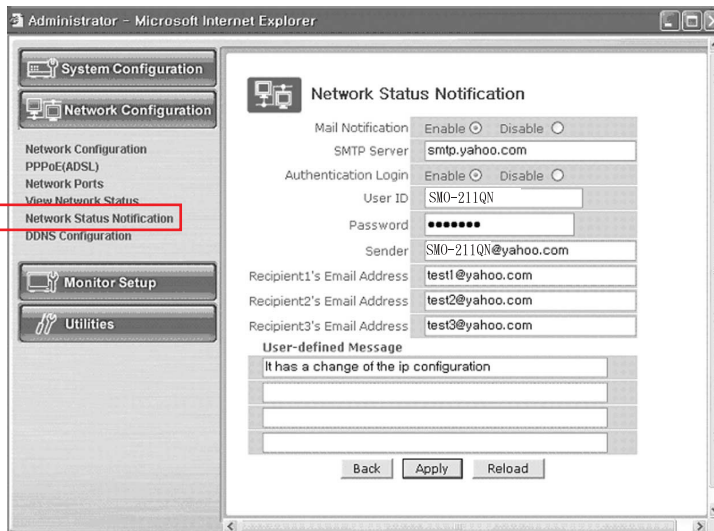 Administrator - Microsoft Internet Explorer
System Configuration
Network Configuration
Network Configuration
PPPoE(ADSL)
Network Ports
View Network Status
Network Status Notification
DDNS Configuration
Monitor Setup
Utilities
Network Status Notification
Mail Notification Enable Disable
SMTP Server smtp.yahoo.com
Authentication Login Enable Disable
User ID SMO-211QN
Password •••••••
Sender SMO-211QN@yahoo.com
Recipient1's Email Address test1@yahoo.com
Recipient2's Email Address test2@yahoo.com
Recipient3's Email Address test3@yahoo.com
User-defined Message
It has a change of the ip configuration
Back Apply Reload